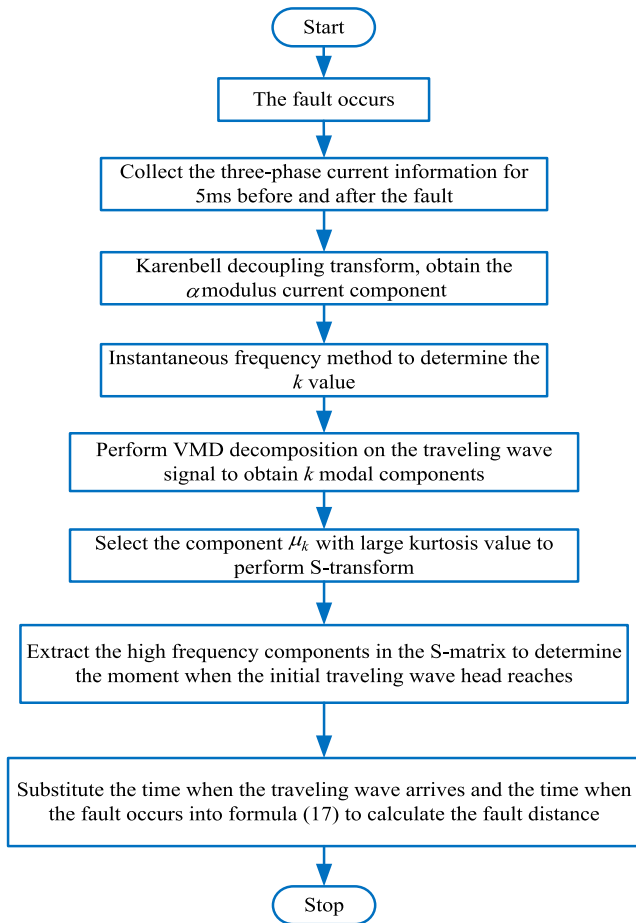 Start
The fault occurs
Collect the three-phase current information for
5ms before and after the fault
Karenbell decoupling transform, obtain the
α modulus current component
Instantaneous frequency method to determine the
k value
Perform VMD decomposition on the traveling wave
signal to obtain k modal components
Select the component μk with large kurtosis value to
perform S-transform
Extract the high frequency components in the S-matrix to determine
the moment when the initial traveling wave head reaches
Substitute the time when the traveling wave arrives and the time when
the fault occurs into formula (17) to calculate the fault distance
Stop